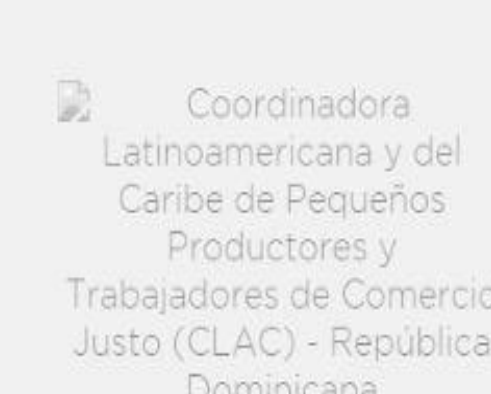 Coordinadora
Latinoamericana y del
Caribe de Pequeños
Productores y
Trabajadores de Comercio
Justo (CLAC) - República
Dominicana